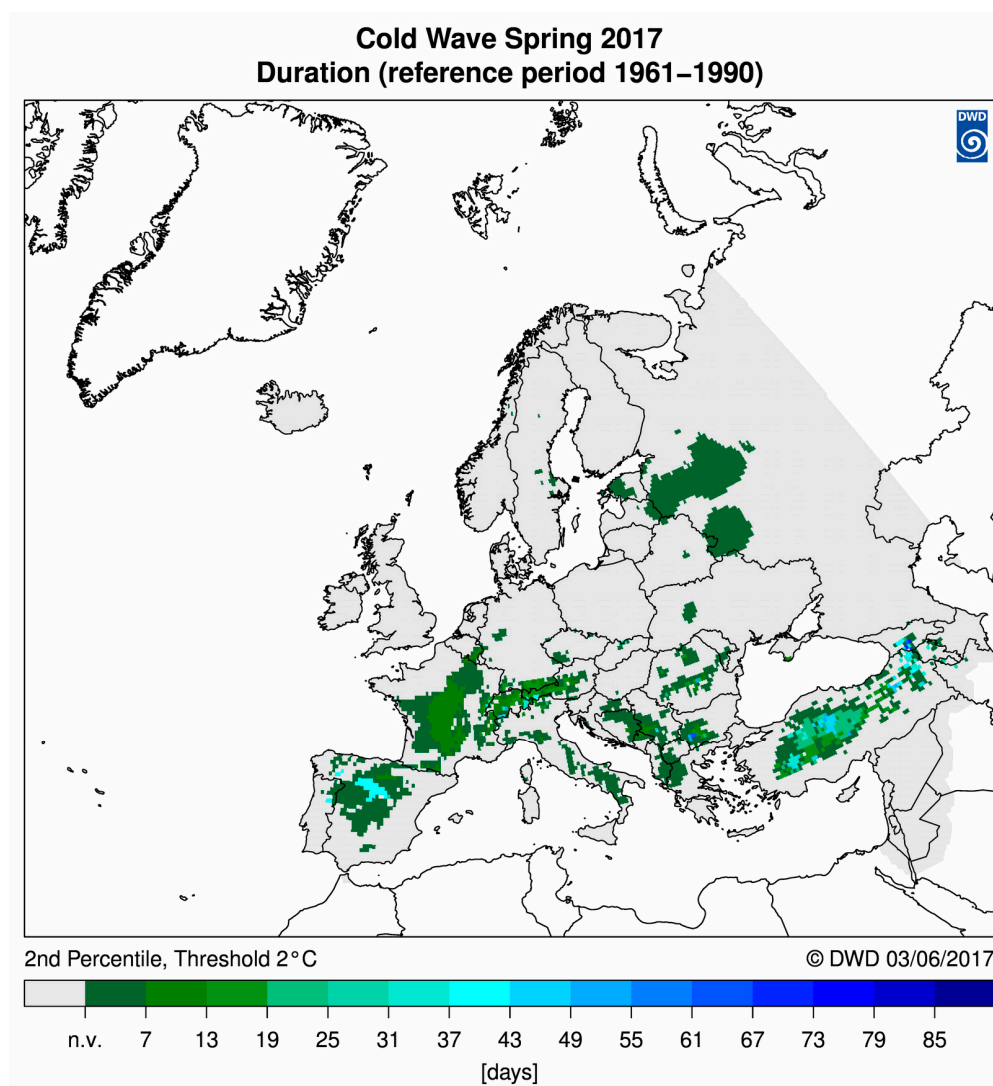 Cold Wave Spring 2017
Duration (reference period 1961−1990)
DWD
2nd Percentile, Threshold 2°C
© DWD 03/06/2017
n.v. 7 13 19 25 31 37 43 49 55 61 67 73 79 85
[days]